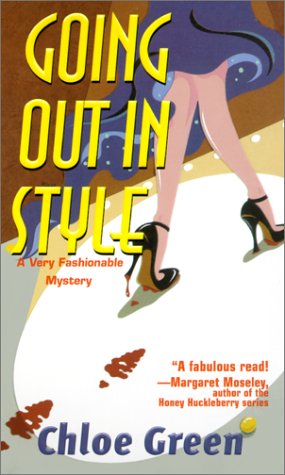 GOING
OUT IN
STYLE
A Very Fashionable
Mystery
"A fabulous read!
—Margaret Moseley,
author of the
Honey Huckleberry series
Chloe Green